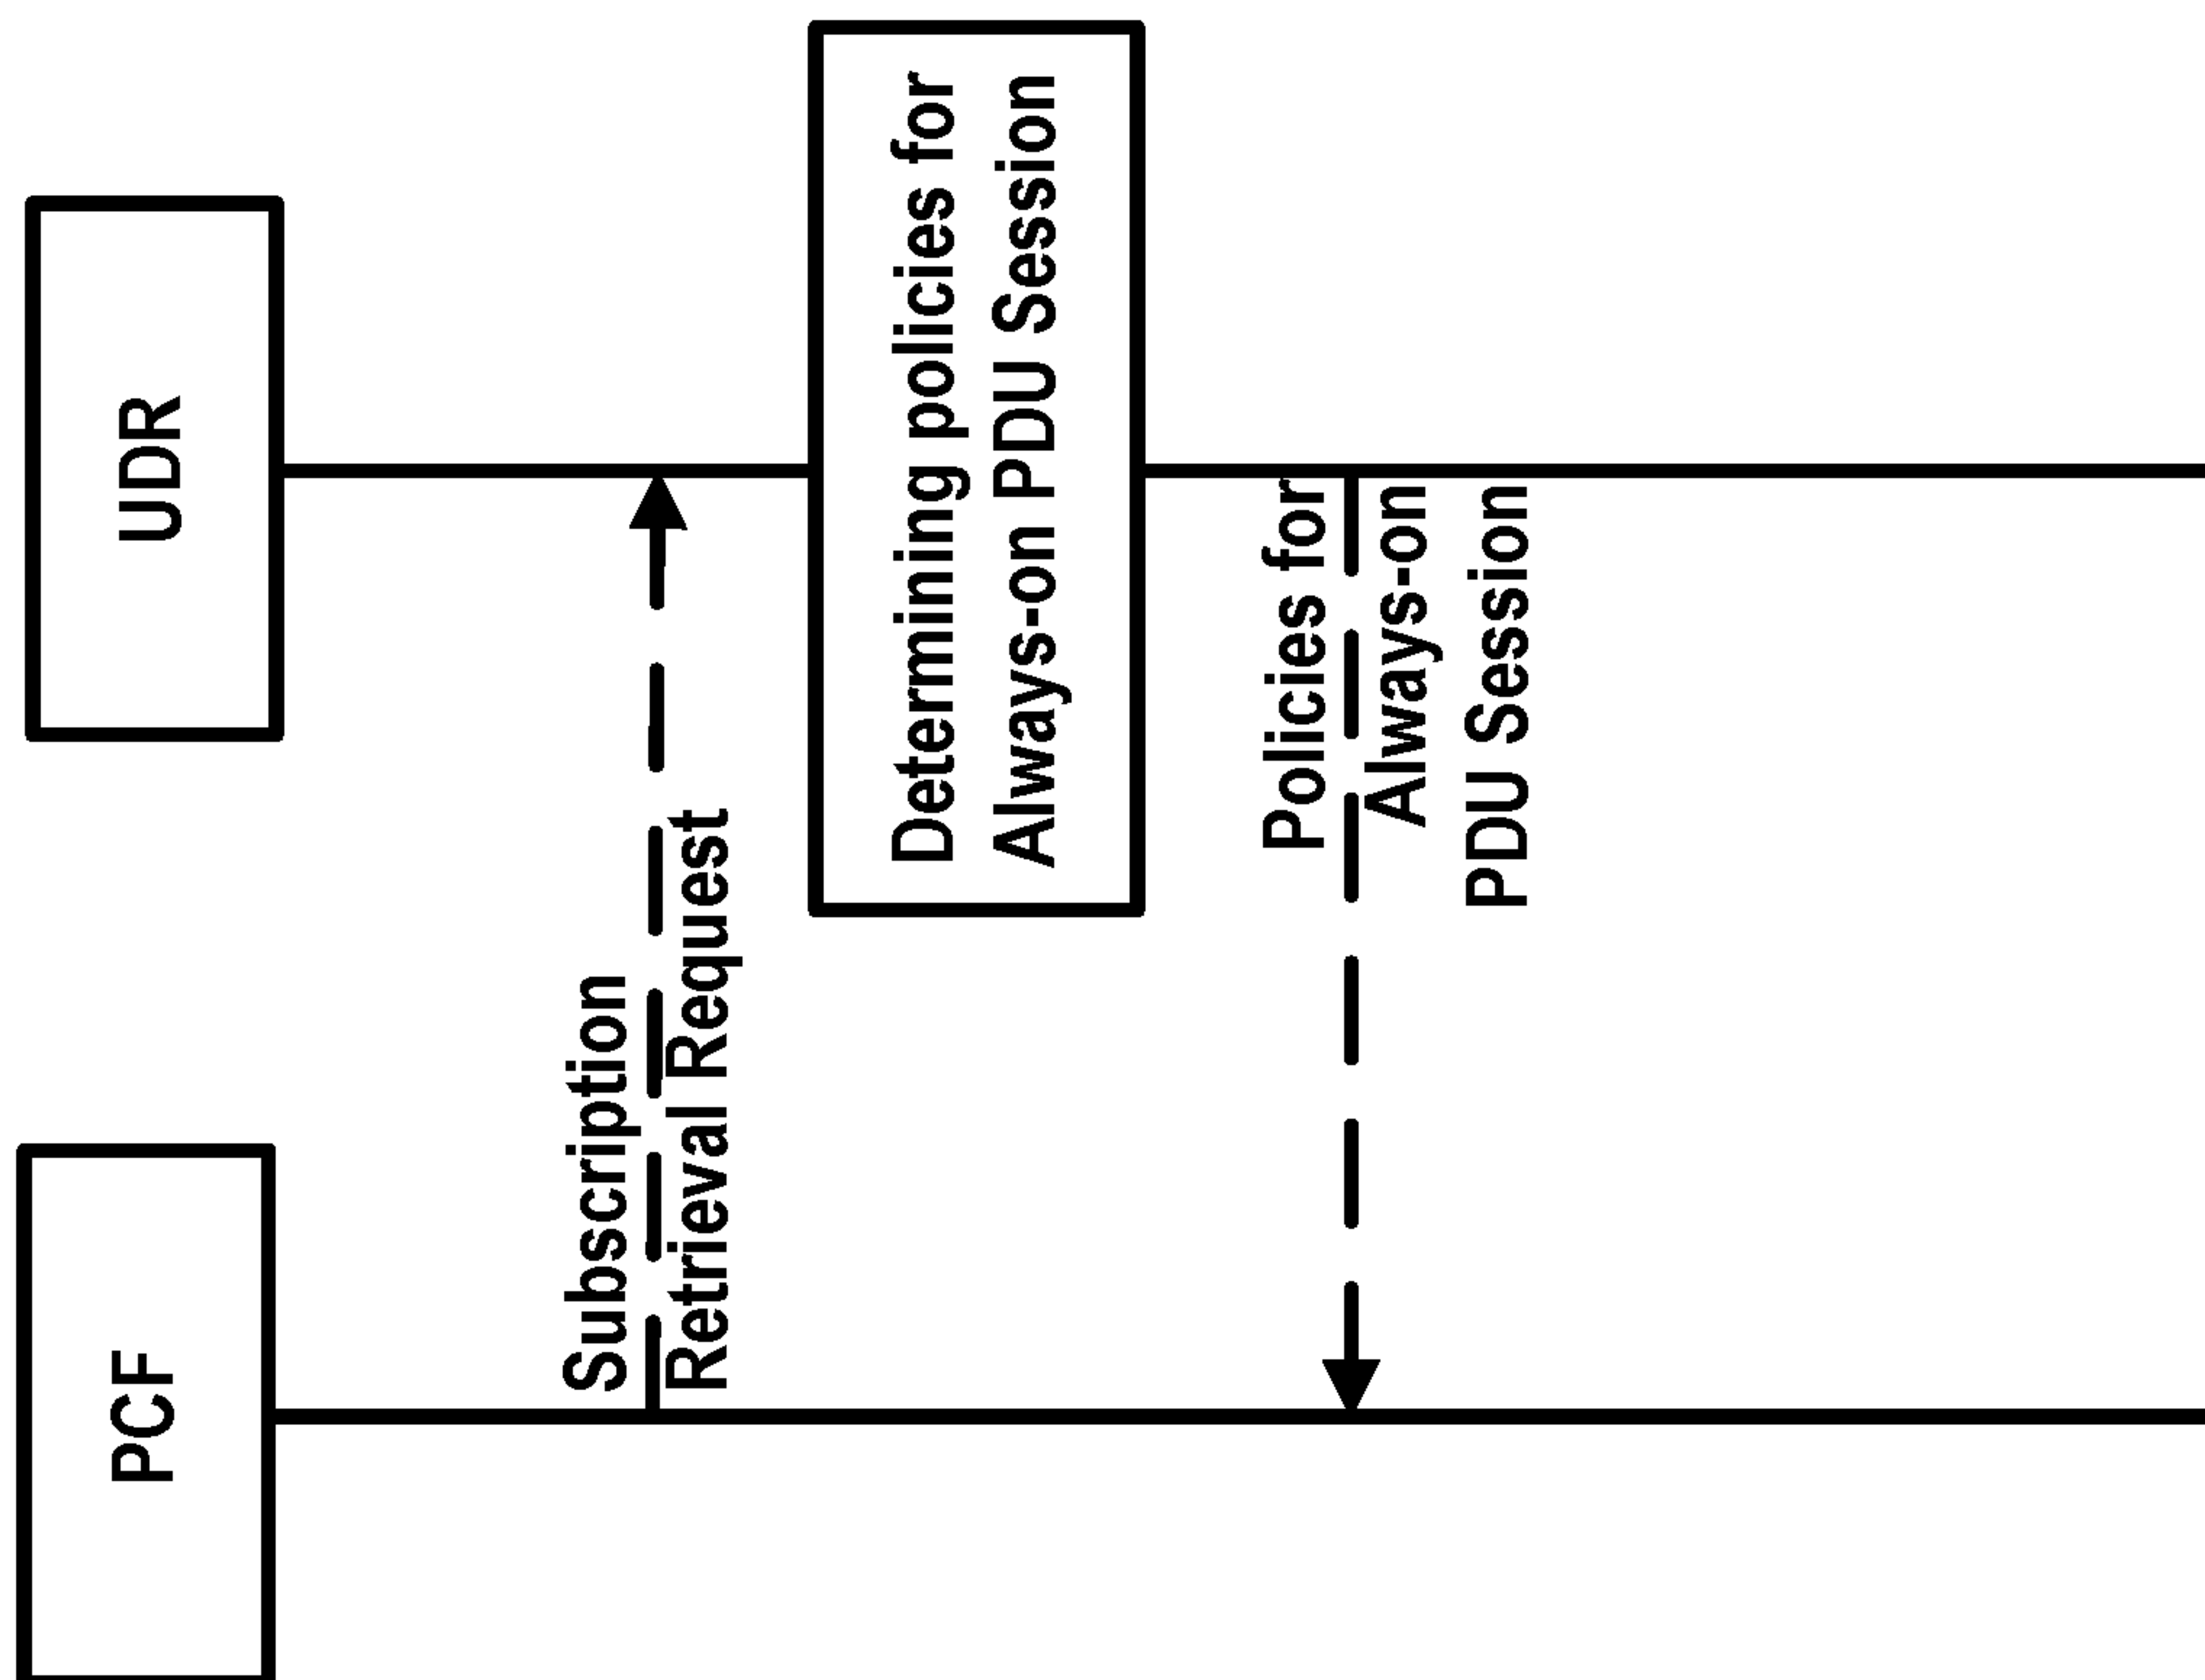 PCF
UDR
Subscription
Retrieval Request
Determining policies for
Always-on PDU Session
Policies for
Always-on
PDU Session